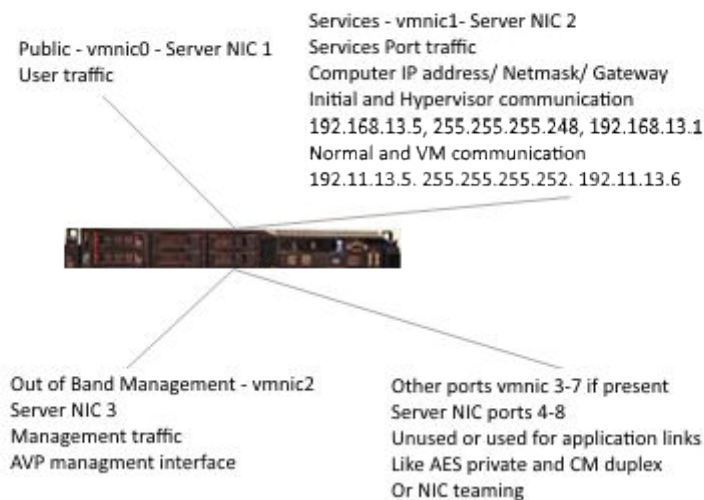 Public - vmnic0 - Server NIC 1
User traffic
Services - vmnic1- Server NIC 2
Services Port traffic
Computer IP address/ Netmask/ Gateway
Initial and Hypervisor communication
192.168.13.5, 255.255.255.248, 192.168.13.1
Normal and VM communication
192.11.13.5. 255.255.255.252. 192.11.13.6
Out of Band Management - vmnic2
Server NIC 3
Management traffic
AVP managment interface
Other ports vmnic 3-7 if present
Server NIC ports 4-8
Unused or used for application links
Like AES private and CM duplex
Or NIC teaming